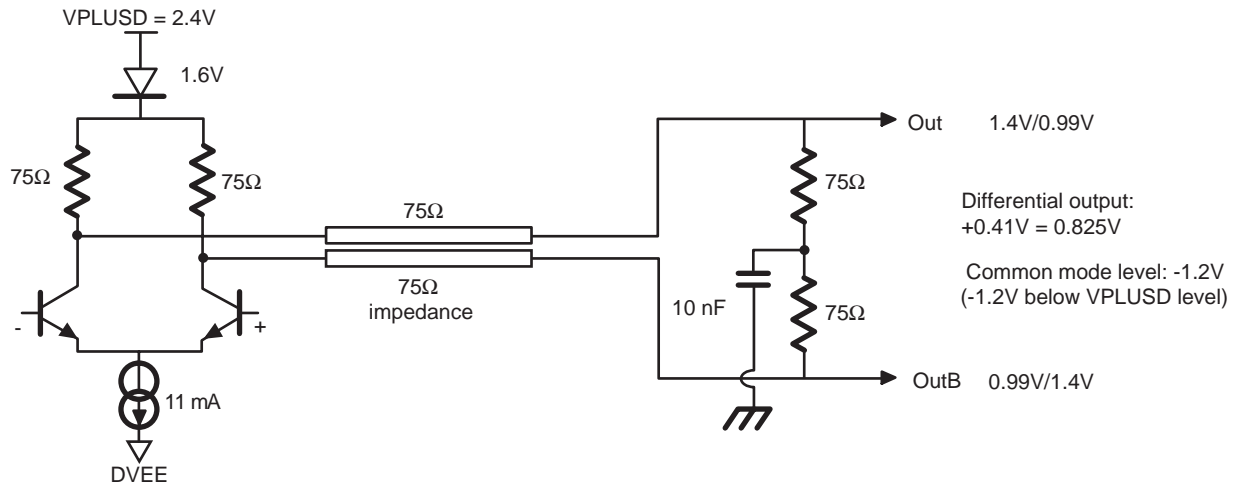 VPLUSD = 2.4V
1.6V
75Ω
75Ω
-
+
11 mA
DVEE
75Ω
75Ω
impedance
10 nF
75Ω
75Ω
Out 1.4V/0.99V
Differential output:
+0.41V = 0.825V
Common mode level: -1.2V
(-1.2V below VPLUSD level)
OutB 0.99V/1.4V